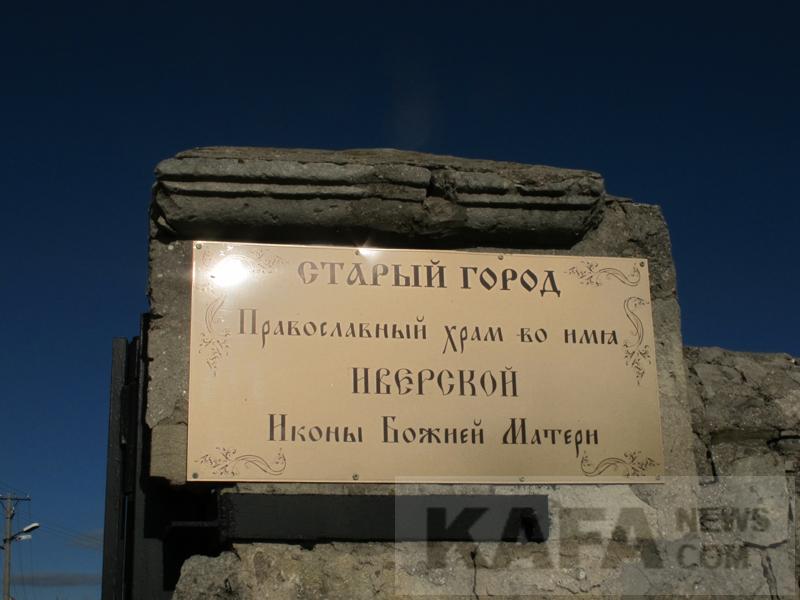 СТАРЫЙ ГОРОД
Православный храм во имя
ИВЕРСКОЙ
Иконы Божией Матери
KAFA NEWS
COM